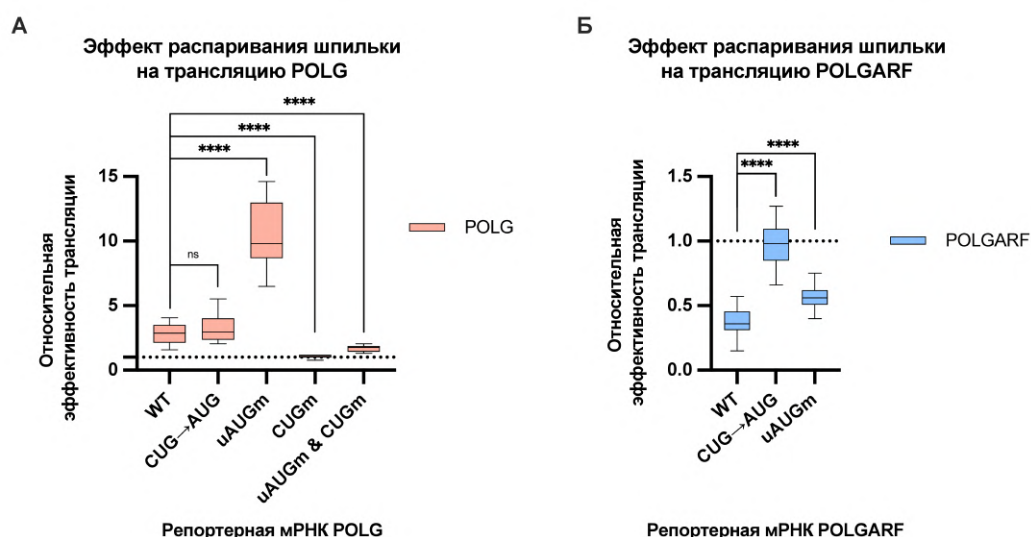 А
Эффект распаривания шпильки
на трансляцию POLG
****
****
****
ns
Относительная
эффективность трансляции
15
10
5
0
POLG
WT
CUG→AUG
uAUGm
CUGm
uAUGm & CUGm
Репортерная мРНК POLG
Б
Эффект распаривания шпильки
на трансляцию POLGARF
****
****
Относительная
эффективность трансляции
1.5
1.0
0.5
0.0
POLGARF
WT
CUG→AUG
uAUGm
Репортерная мРНК POLGARF